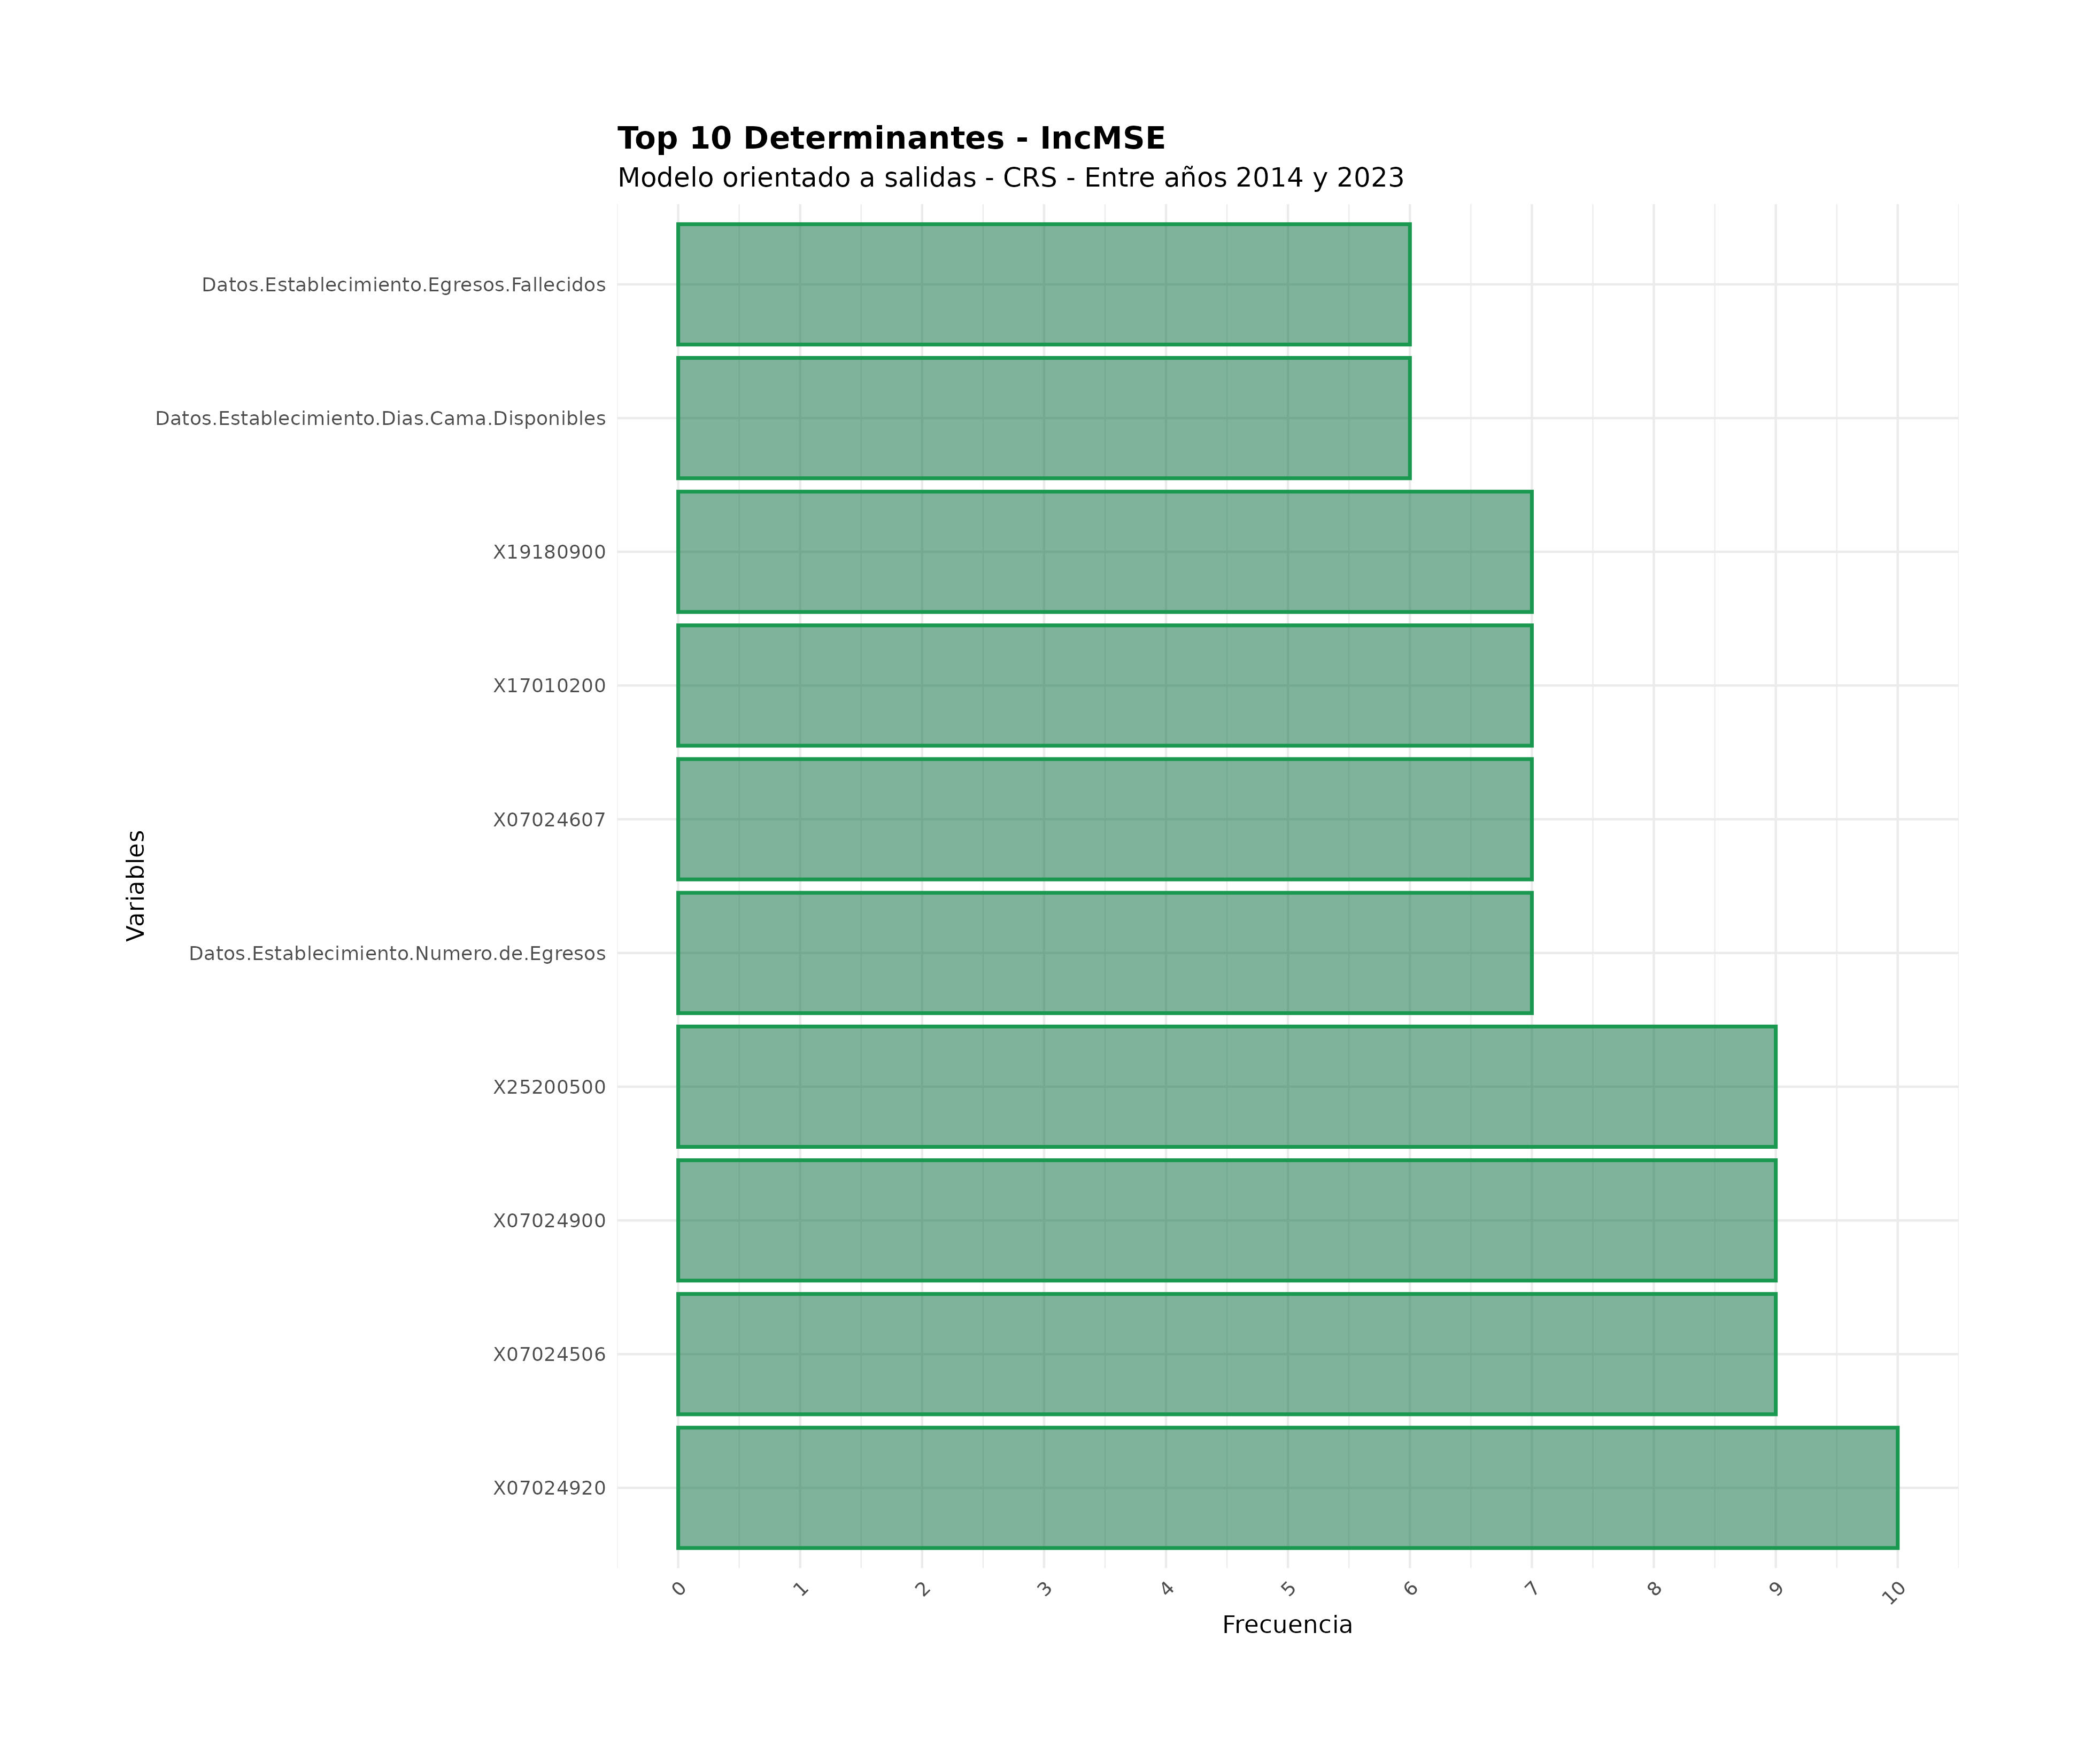 Top 10 Determinantes - IncMSE
Modelo orientado a salidas - CRS - Entre años 2014 y 2023
Variables
Datos.Establecimiento.Egresos.Fallecidos
Datos.Establecimiento.Dias.Cama.Disponibles
X19180900
X17010200
X07024607
Datos.Establecimiento.Numero.de.Egresos
X25200500
X07024900
X07024506
X07024920
0 1 2 3 4 5 6 7 8 9 10
Frecuencia